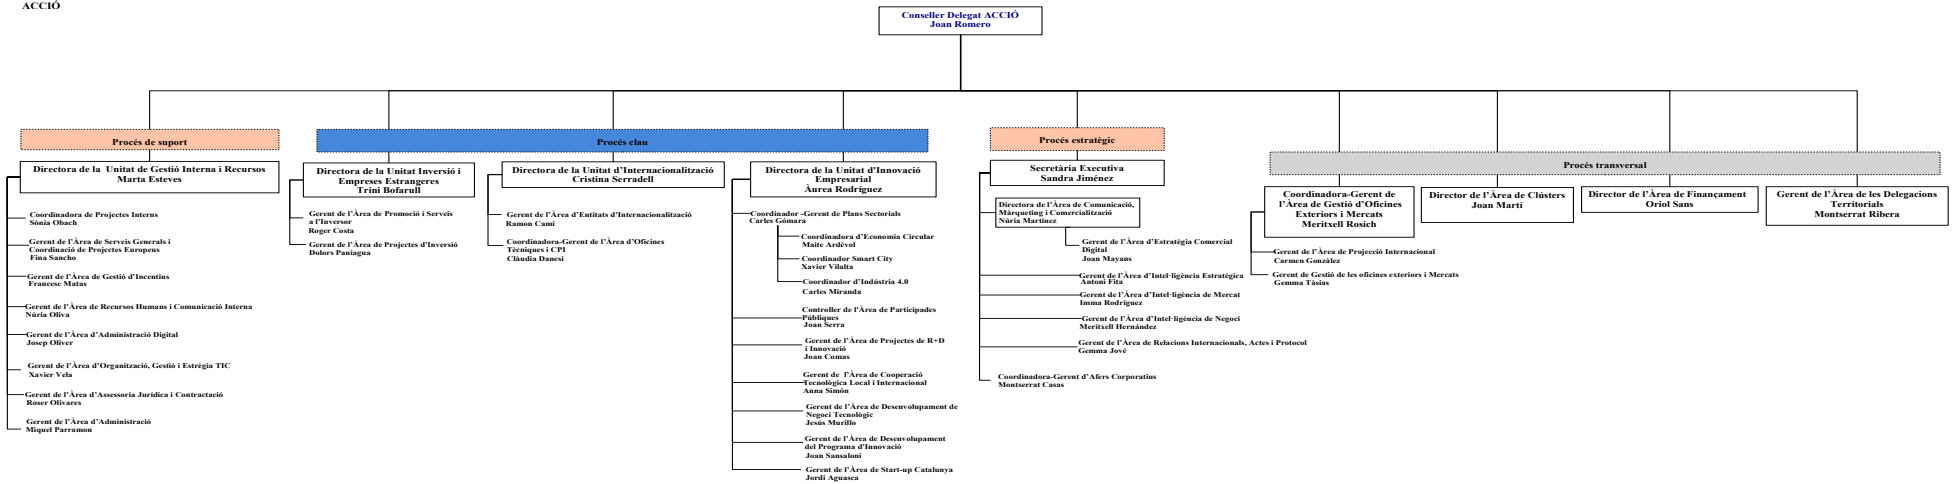 ACCIÓ
Conseller Delegat ACCIÓ
Joan Romero
Procés de suport
Directora de la Unitat de Gestió Interna i Recursos
Marta Esteves
Coordinadora de Projectes Interns
Sònia Obach
Gerent de l'Àrea de Serveis Generals i
Coordinació de Projectes Europeus
Fina Sancho
Gerent de l'Àrea de Gestió d'Incentius
Francesc Matas
Gerent de l'Àrea de Recursos Humans i Comunicació Interna
Núria Oliva
Gerent de l'Àrea d'Administració Digital
Josep Oliver
Gerent de l'Àrea d'Organització, Gestió i Estrègia TIC
Xavier Vela
Gerent de l'Àrea d'Assessoria Jurídica i Contractació
Roser Olivares
Gerent de l'Àrea d'Administració
Miquel Parramon
Procés clau
Directora de la Unitat Inversió i
Empreses Estrangeres
Trini Bofarull
Gerent de l'Àrea de Promoció i Serveis
a l'Inversor
Roger Costa
Gerent de l'Àrea de Projectes d'Inversió
Dolors Paniagua
Directora de la Unitat d'Internacionalització
Cristina Serradell
Gerent de l'Àrea d'Entitats d'Internacionalització
Ramon Camí
Coordinadora-Gerent de l'Àrea d'Oficines
Tècniques i CPI
Clàudia Danesi
Directora de la Unitat d'Innovació
Empresarial
Àurea Rodríguez
Coordinador -Gerent de Plans Sectorials
Carles Gómara
Coordinadora d'Economia Circular
Maite Ardèvol
Coordinador Smart City
Xavier Vilalta
Coordinador d'Indústria 4.0
Carles Miranda
Controller de l'Àrea de Participades
Públiques
Joan Serra
Gerent de l'Àrea de Projectes de R+D
i Innovació
Joan Comas
Gerent de l'Àrea de Cooperació
Tecnològica Local i Internacional
Anna Simón
Gerent de l'Àrea de Desenvolupament de
Negoci Tecnològic
Jesús Murillo
Gerent de l'Àrea de Desenvolupament
del Programa d'Innovació
Joan Sansaloni
Gerent de l'Àrea de Start-up Catalunya
Jordi Aguasca
Procés estratègic
Secretària Executiva
Sandra Jiménez
Directora de l'Àrea de Comunicació,
Màrqueting i Comercialització
Núria Martínez
Gerent de l'Àrea d'Estratègia Comercial
Digital
Joan Mayans
Gerent de l'Àrea d'Intel·ligència Estratègica
Antoni Fita
Gerent de l'Àrea d'Intel·ligència de Mercat
Imma Rodríguez
Gerent de l'Àrea d'Intel·ligència de Negoci
Meritxell Hernández
Gerent de l'Àrea de Relacions Internacionals, Actes i Protocol
Gemma Jové
Coordinadora-Gerent d'Afers Corporatius
Montserrat Casas
Procés transversal
Coordinadora-Gerent de
l'Àrea de Gestió d'Oficines
Exteriors i Mercats
Meritxell Rosich
Gerent de l'Àrea de Projecció Internacional
Carmen Gonzàlez
Gerent de Gestió de les oficines exteriors i Mercats
Gemma Tàsias
Director de l'Àrea de Clústers
Joan Martí
Director de l'Àrea de Finançament
Oriol Sans
Gerent de l'Àrea de les Delegacions
Territorials
Montserrat Ribera